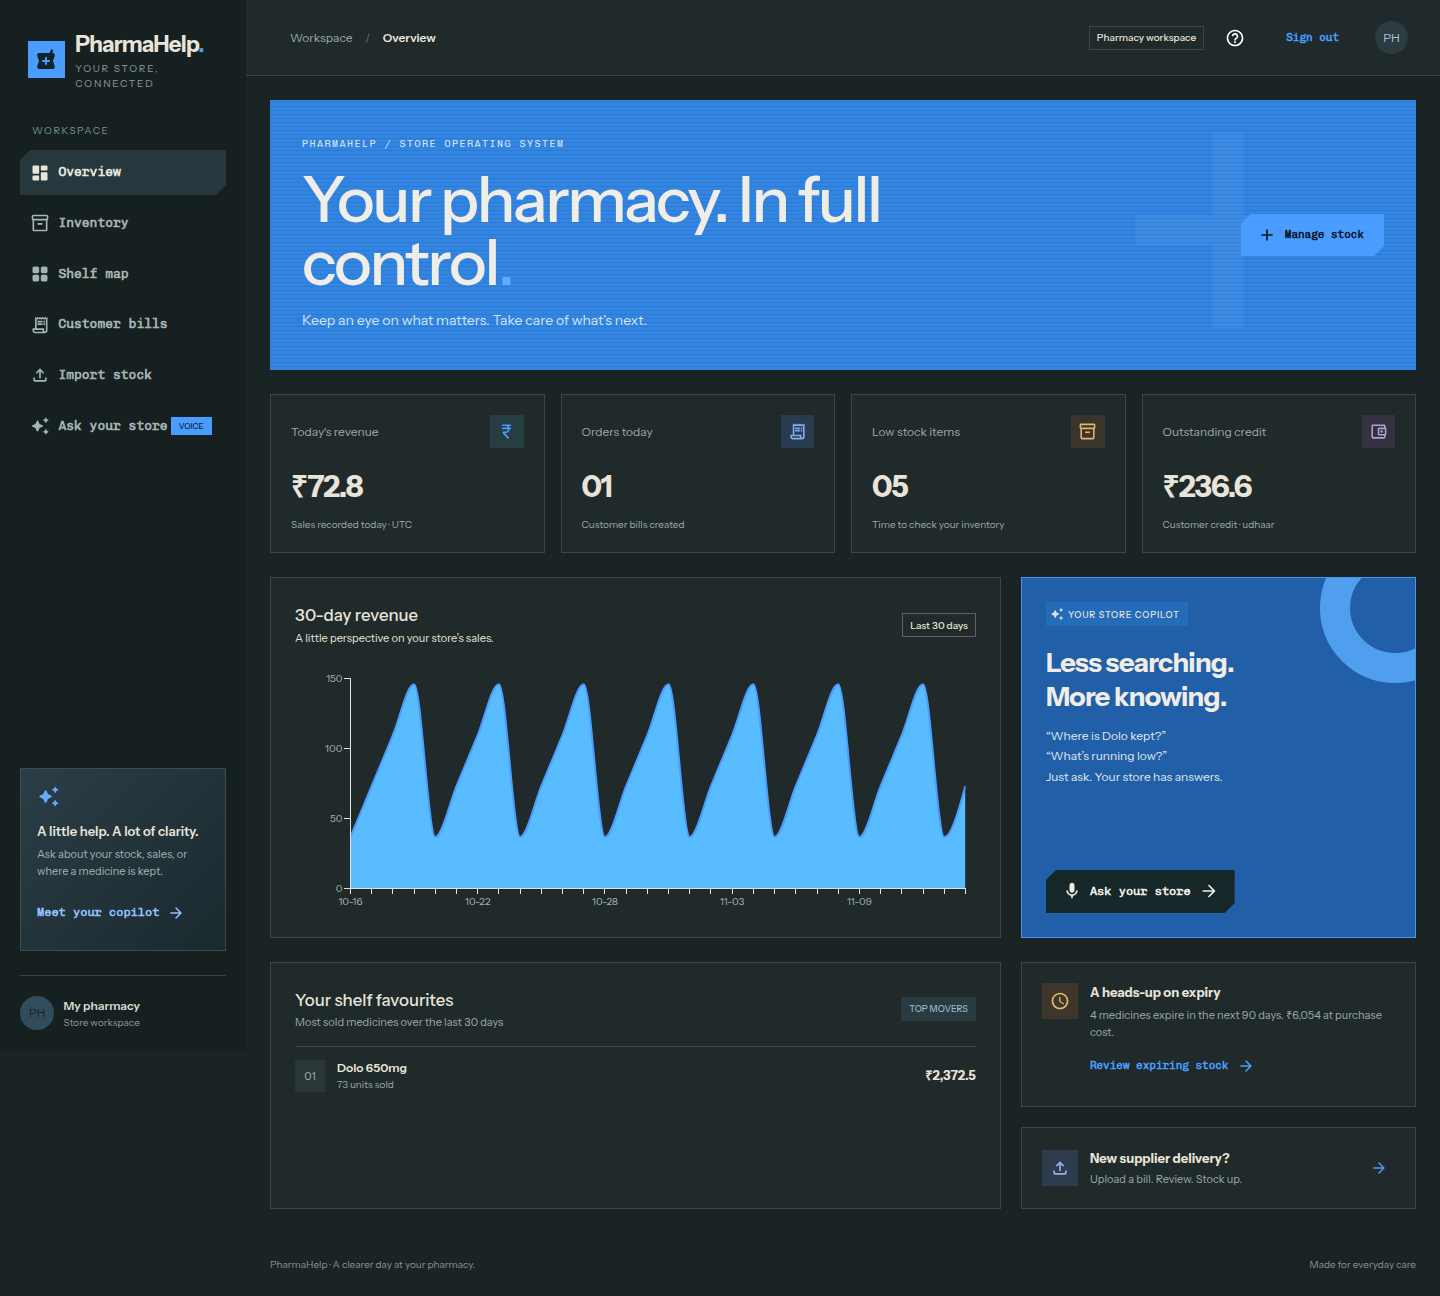 PharmaHelp.
YOUR STORE,
CONNECTED
WORKSPACE
Overview
Inventory
Shelf map
Customer bills
Import stock
Ask your store VOICE
A little help. A lot of clarity.
Ask about your stock, sales, or
where a medicine is kept.
Meet your copilot
PH
My pharmacy
Store workspace
Workspace / Overview
Pharmacy workspace
Sign out
PH
PHARMAHELP / STORE OPERATING SYSTEM
Your pharmacy. In full
control.
Keep an eye on what matters. Take care of what's next.
Manage stock
Today's revenue
₹72.8
Sales recorded today · UTC
Orders today
01
Customer bills created
Low stock items
05
Time to check your inventory
Outstanding credit
₹236.6
Customer credit · udhaar
30-day revenue
A little perspective on your store's sales.
Last 30 days
150
100
50
0
10-16 10-22 10-28 11-03 11-09
YOUR STORE COPILOT
Less searching.
More knowing.
“Where is Dolo kept?”
“What's running low?”
Just ask. Your store has answers.
Ask your store
Your shelf favourites
Most sold medicines over the last 30 days
TOP MOVERS
01
Dolo 650mg
73 units sold
₹2,372.5
A heads-up on expiry
4 medicines expire in the next 90 days. ₹6,054 at purchase
cost.
Review expiring stock
New supplier delivery?
Upload a bill. Review. Stock up.
PharmaHelp · A clearer day at your pharmacy.
Made for everyday care